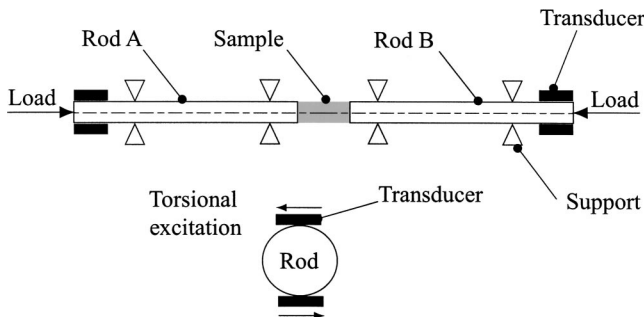 Transducer
Rod A
Sample
Rod B
Load
Load
Torsional
excitation
Transducer
Support
Rod